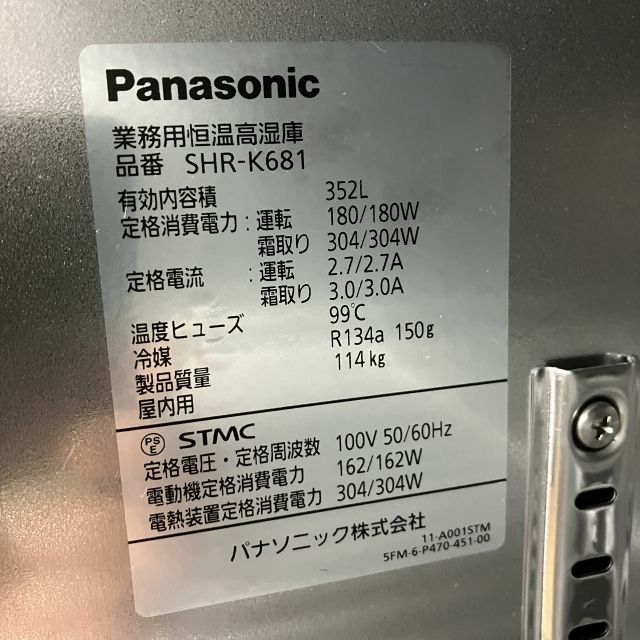 Panasonic
業務用恒温高湿庫
品番 SHR-K681
有効内容積 352L
定格消費電力：運転 180/180W
霜取り 304/304W
定格電流：運転 2.7/2.7A
霜取り 3.0/3.0A
温度ヒューズ 99℃
冷媒 R134a 150g
製品質量 114kg
屋内用
PSE STMC
定格電圧・定格周波数 100V 50/60Hz
電動機定格消費電力 162/162W
電熱装置定格消費電力 304/304W
パナソニック株式会社
11-A001STM
5FM-6-P470-451-00